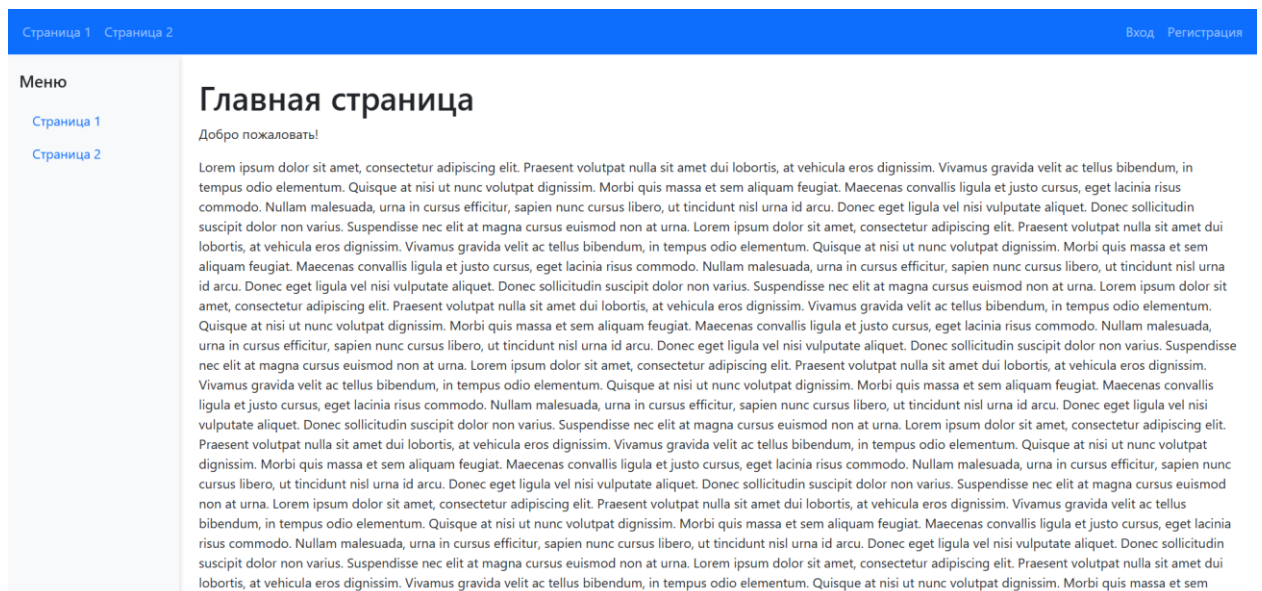 Страница 1 Страница 2 Вход Регистрация
Меню
Страница 1
Страница 2
Главная страница
Добро пожаловать!
Lorem ipsum dolor sit amet, consectetur adipiscing elit. Praesent volutpat nulla sit amet dui lobortis, at vehicula eros dignissim. Vivamus gravida velit ac tellus bibendum, in
tempus odio elementum. Quisque at nisi ut nunc volutpat dignissim. Morbi quis massa et sem aliquam feugiat. Maecenas convallis ligula et justo cursus, eget lacinia risus
commodo. Nullam malesuada, urna in cursus efficitur, sapien nunc cursus libero, ut tincidunt nisl urna id arcu. Donec eget ligula vel nisi vulputate aliquet. Donec sollicitudin
suscipit dolor non varius. Suspendisse nec elit at magna cursus euismod non at urna. Lorem ipsum dolor sit amet, consectetur adipiscing elit. Praesent volutpat nulla sit amet dui
lobortis, at vehicula eros dignissim. Vivamus gravida velit ac tellus bibendum, in tempus odio elementum. Quisque at nisi ut nunc volutpat dignissim. Morbi quis massa et sem
aliquam feugiat. Maecenas convallis ligula et justo cursus, eget lacinia risus commodo. Nullam malesuada, urna in cursus efficitur, sapien nunc cursus libero, ut tincidunt nisl urna
id arcu. Donec eget ligula vel nisi vulputate aliquet. Donec sollicitudin suscipit dolor non varius. Suspendisse nec elit at magna cursus euismod non at urna. Lorem ipsum dolor sit
amet, consectetur adipiscing elit. Praesent volutpat nulla sit amet dui lobortis, at vehicula eros dignissim. Vivamus gravida velit ac tellus bibendum, in tempus odio elementum.
Quisque at nisi ut nunc volutpat dignissim. Morbi quis massa et sem aliquam feugiat. Maecenas convallis ligula et justo cursus, eget lacinia risus commodo. Nullam malesuada,
urna in cursus efficitur, sapien nunc cursus libero, ut tincidunt nisl urna id arcu. Donec eget ligula vel nisi vulputate aliquet. Donec sollicitudin suscipit dolor non varius. Suspendisse
nec elit at magna cursus euismod non at urna. Lorem ipsum dolor sit amet, consectetur adipiscing elit. Praesent volutpat nulla sit amet dui lobortis, at vehicula eros dignissim.
Vivamus gravida velit ac tellus bibendum, in tempus odio elementum. Quisque at nisi ut nunc volutpat dignissim. Morbi quis massa et sem aliquam feugiat. Maecenas convallis
ligula et justo cursus, eget lacinia risus commodo. Nullam malesuada, urna in cursus efficitur, sapien nunc cursus libero, ut tincidunt nisl urna id arcu. Donec eget ligula vel nisi
vulputate aliquet. Donec sollicitudin suscipit dolor non varius. Suspendisse nec elit at magna cursus euismod non at urna. Lorem ipsum dolor sit amet, consectetur adipiscing elit.
Praesent volutpat nulla sit amet dui lobortis, at vehicula eros dignissim. Vivamus gravida velit ac tellus bibendum, in tempus odio elementum. Quisque at nisi ut nunc volutpat
dignissim. Morbi quis massa et sem aliquam feugiat. Maecenas convallis ligula et justo cursus, eget lacinia risus commodo. Nullam malesuada, urna in cursus efficitur, sapien nunc
cursus libero, ut tincidunt nisl urna id arcu. Donec eget ligula vel nisi vulputate aliquet. Donec sollicitudin suscipit dolor non varius. Suspendisse nec elit at magna cursus euismod
non at urna. Lorem ipsum dolor sit amet, consectetur adipiscing elit. Praesent volutpat nulla sit amet dui lobortis, at vehicula eros dignissim. Vivamus gravida velit ac tellus
bibendum, in tempus odio elementum. Quisque at nisi ut nunc volutpat dignissim. Morbi quis massa et sem aliquam feugiat. Maecenas convallis ligula et justo cursus, eget lacinia
risus commodo. Nullam malesuada, urna in cursus efficitur, sapien nunc cursus libero, ut tincidunt nisl urna id arcu. Donec eget ligula vel nisi vulputate aliquet. Donec sollicitudin
suscipit dolor non varius. Suspendisse nec elit at magna cursus euismod non at urna. Lorem ipsum dolor sit amet, consectetur adipiscing elit. Praesent volutpat nulla sit amet dui
lobortis, at vehicula eros dignissim. Vivamus gravida velit ac tellus bibendum, in tempus odio elementum. Quisque at nisi ut nunc volutpat dignissim. Morbi quis massa et sem